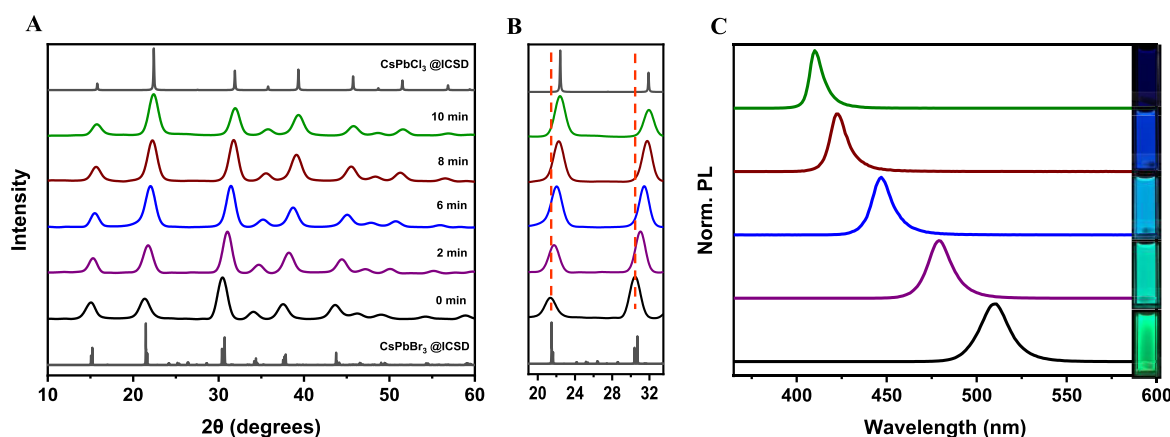 A
B
C
CsPbCl3 @ICSD
10 min
8 min
6 min
2 min
0 min
CsPbBr3 @ICSD
Intensity
10 20 30 40 50 60
2θ (degrees)
20 24 28 32
Norm. PL
400 450 500 550 600
Wavelength (nm)